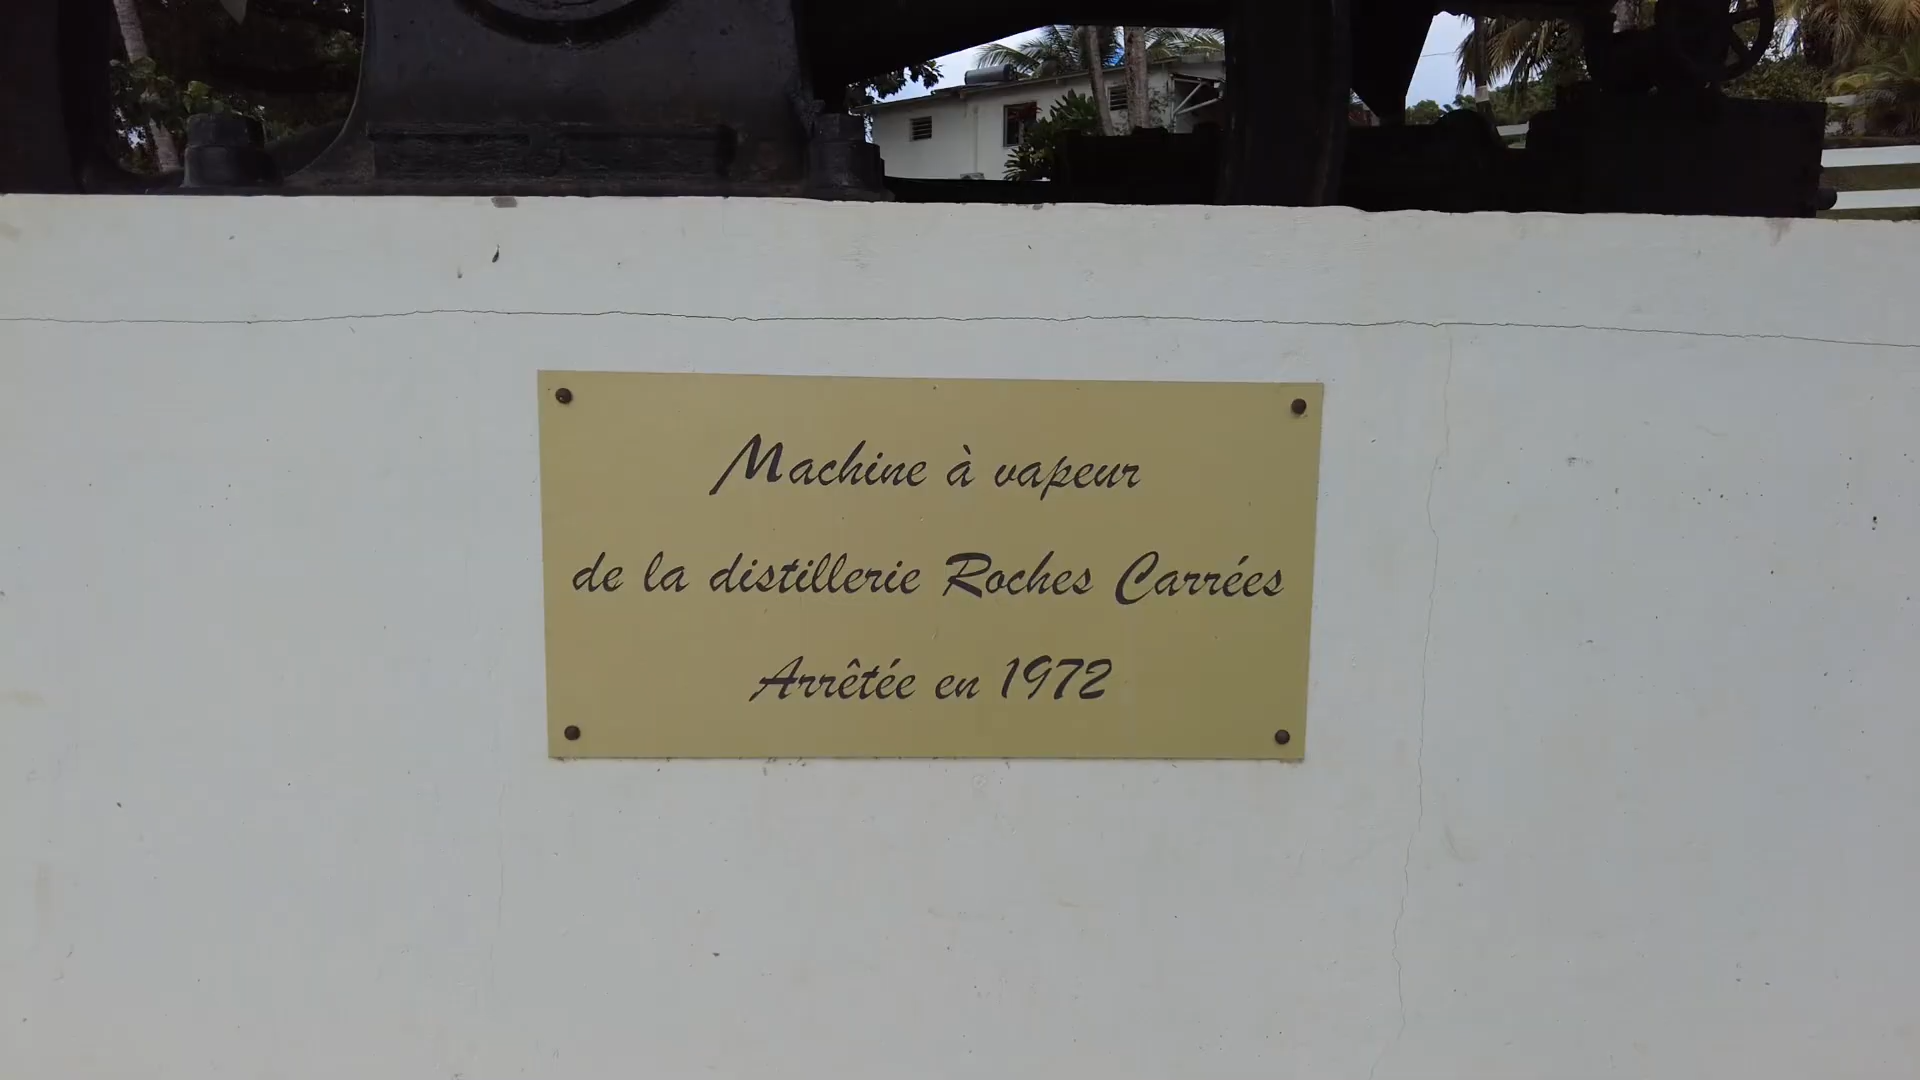 Machine à vapeur
de la distillerie Roches Carrées
Arrêtée en 1972